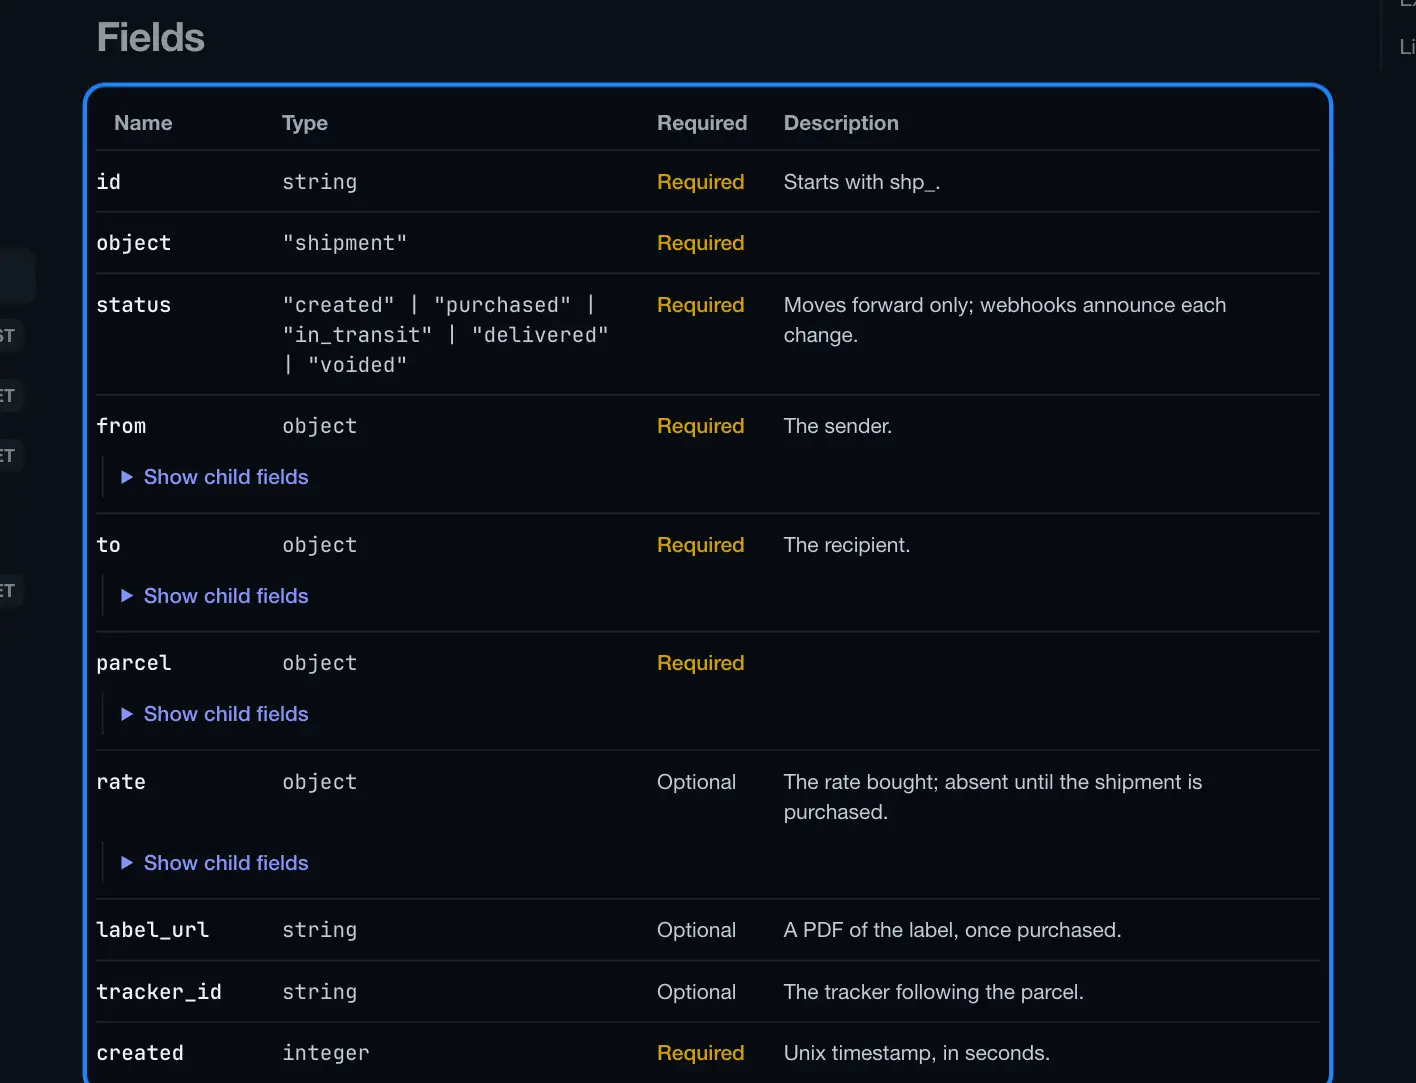 Fields
Name Type Required Description
id string Required Starts with shp_.
object "shipment" Required
status "created" | "purchased" | Required Moves forward only; webhooks announce each
"in_transit" | "delivered" change.
| "voided"
from object Required The sender.
▶ Show child fields
to object Required The recipient.
▶ Show child fields
parcel object Required
▶ Show child fields
rate object Optional The rate bought; absent until the shipment is
purchased.
▶ Show child fields
label_url string Optional A PDF of the label, once purchased.
tracker_id string Optional The tracker following the parcel.
created integer Required Unix timestamp, in seconds.